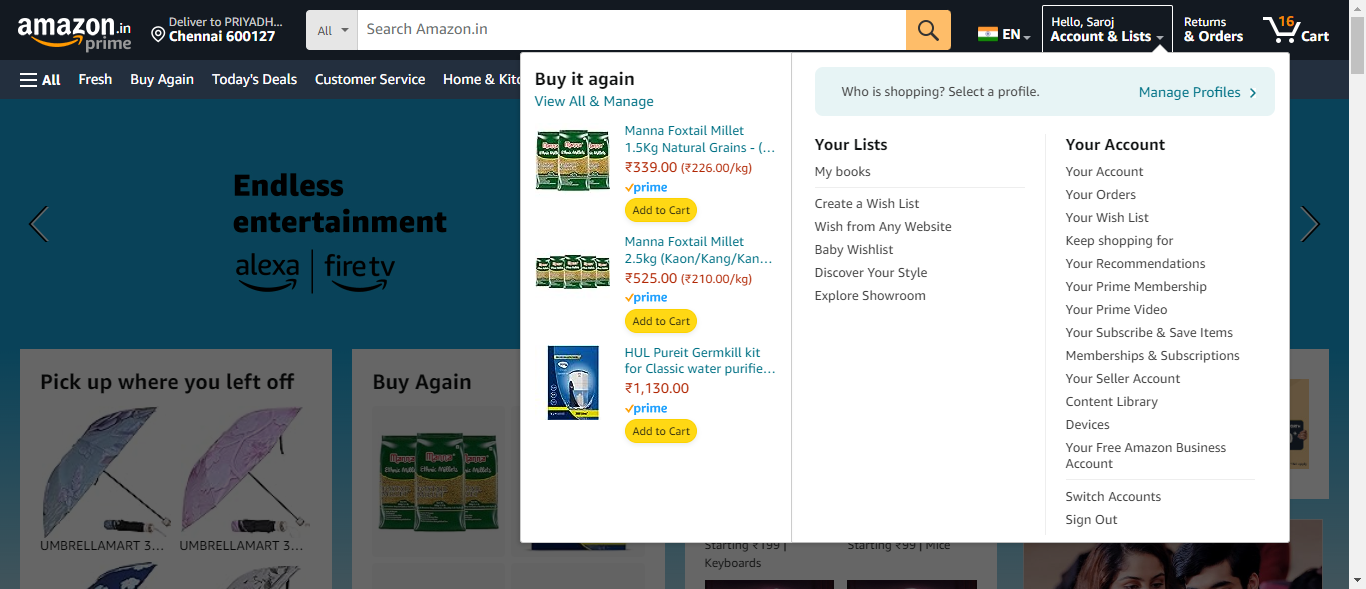 amazon.in
prime
Deliver to PRIYADH...
Chennai 600127
All
Search Amazon.in
EN
Hello, Saroj
Account & Lists
Returns
& Orders
16
Cart
All
Fresh
Buy Again
Today's Deals
Customer Service
Home & Kitc
Buy it again
View All & Manage
Manna Foxtail Millet
1.5Kg Natural Grains - (...
₹339.00 (₹226.00/kg)
prime
Add to Cart
Manna Foxtail Millet
2.5kg (Kaon/Kang/Kan...
₹525.00 (₹210.00/kg)
prime
Add to Cart
HUL Pureit Germkill kit
for Classic water purifie...
₹1,130.00
prime
Add to Cart
Who is shopping? Select a profile.
Manage Profiles
Your Lists
My books
Create a Wish List
Wish from Any Website
Baby Wishlist
Discover Your Style
Explore Showroom
Your Account
Your Account
Your Orders
Your Wish List
Keep shopping for
Your Recommendations
Your Prime Membership
Your Prime Video
Your Subscribe & Save Items
Memberships & Subscriptions
Your Seller Account
Content Library
Devices
Your Free Amazon Business
Account
Switch Accounts
Sign Out
Endless
entertainment
alexa
fire tv
Pick up where you left off
UMBRELLAMART 3...
UMBRELLAMART 3...
Buy Again
Manna
Ethnic Millets
Starting ₹199 |
Keyboards
Starting ₹99 | Mice